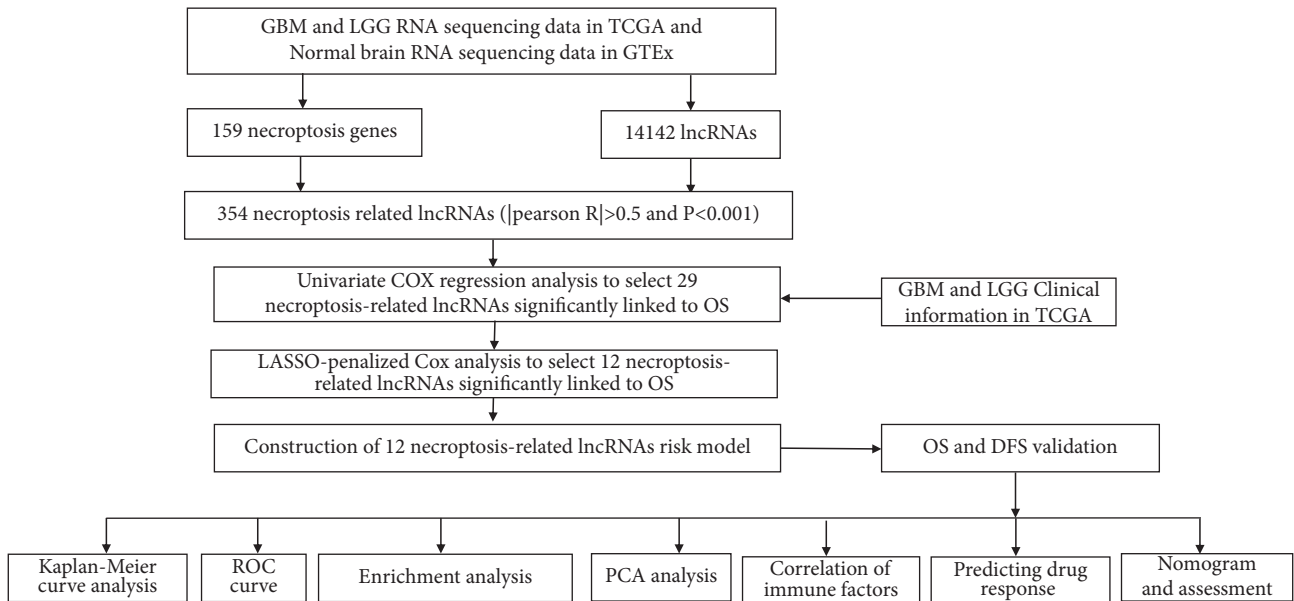 GBM and LGG RNA sequencing data in TCGA and
Normal brain RNA sequencing data in GTEx
159 necroptosis genes
14142 lncRNAs
354 necroptosis related lncRNAs (|pearson R|>0.5 and P<0.001)
Univariate COX regression analysis to select 29
necroptosis-related lncRNAs significantly linked to OS
GBM and LGG Clinical
information in TCGA
LASSO-penalized Cox analysis to select 12 necroptosis-
related lncRNAs significantly linked to OS
Construction of 12 necroptosis-related lncRNAs risk model
OS and DFS validation
Kaplan-Meier
curve analysis
ROC
curve
Enrichment analysis
PCA analysis
Correlation of
immune factors
Predicting drug
response
Nomogram
and assessment